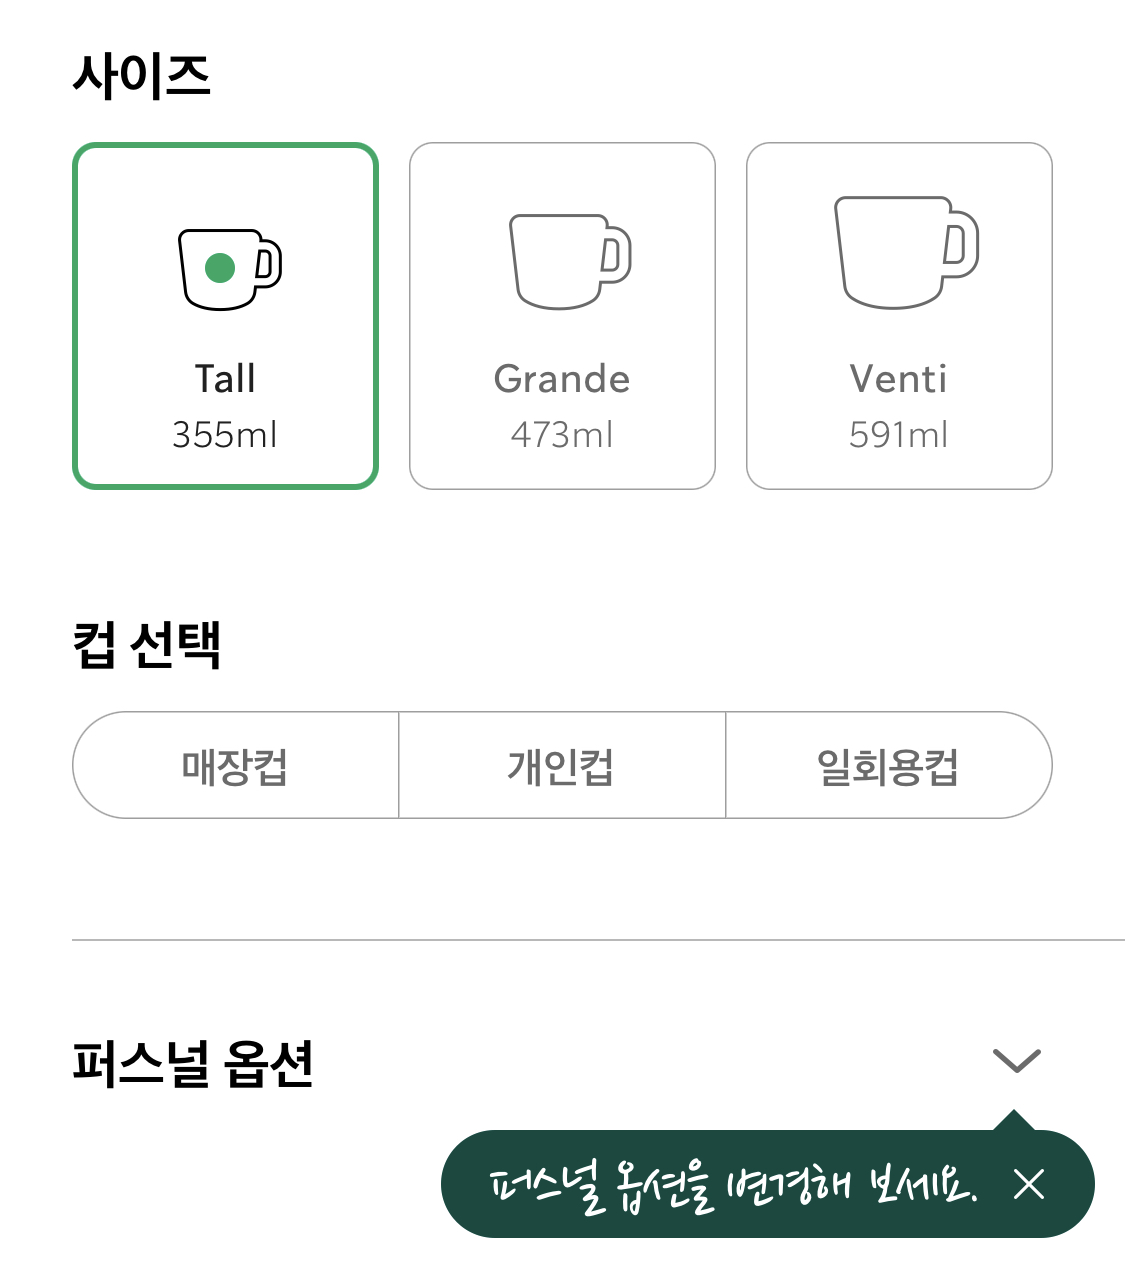 사이즈
Tall
Grande
Venti
355ml
473ml
591ml
컵 선택
매장컵
개인컵
일회용컵
퍼스널 옵션
퍼스널 옵션을 변경해 보세요.